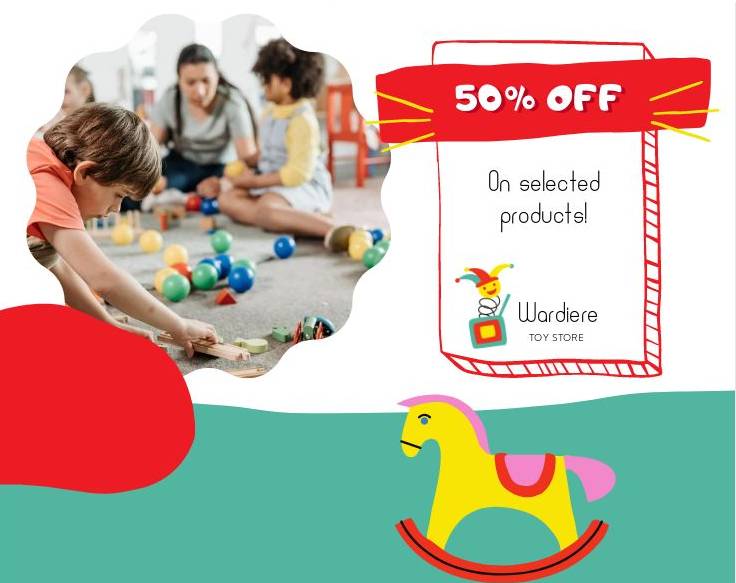 50% OFF
On selected
products!
Wardiere
TOY STORE